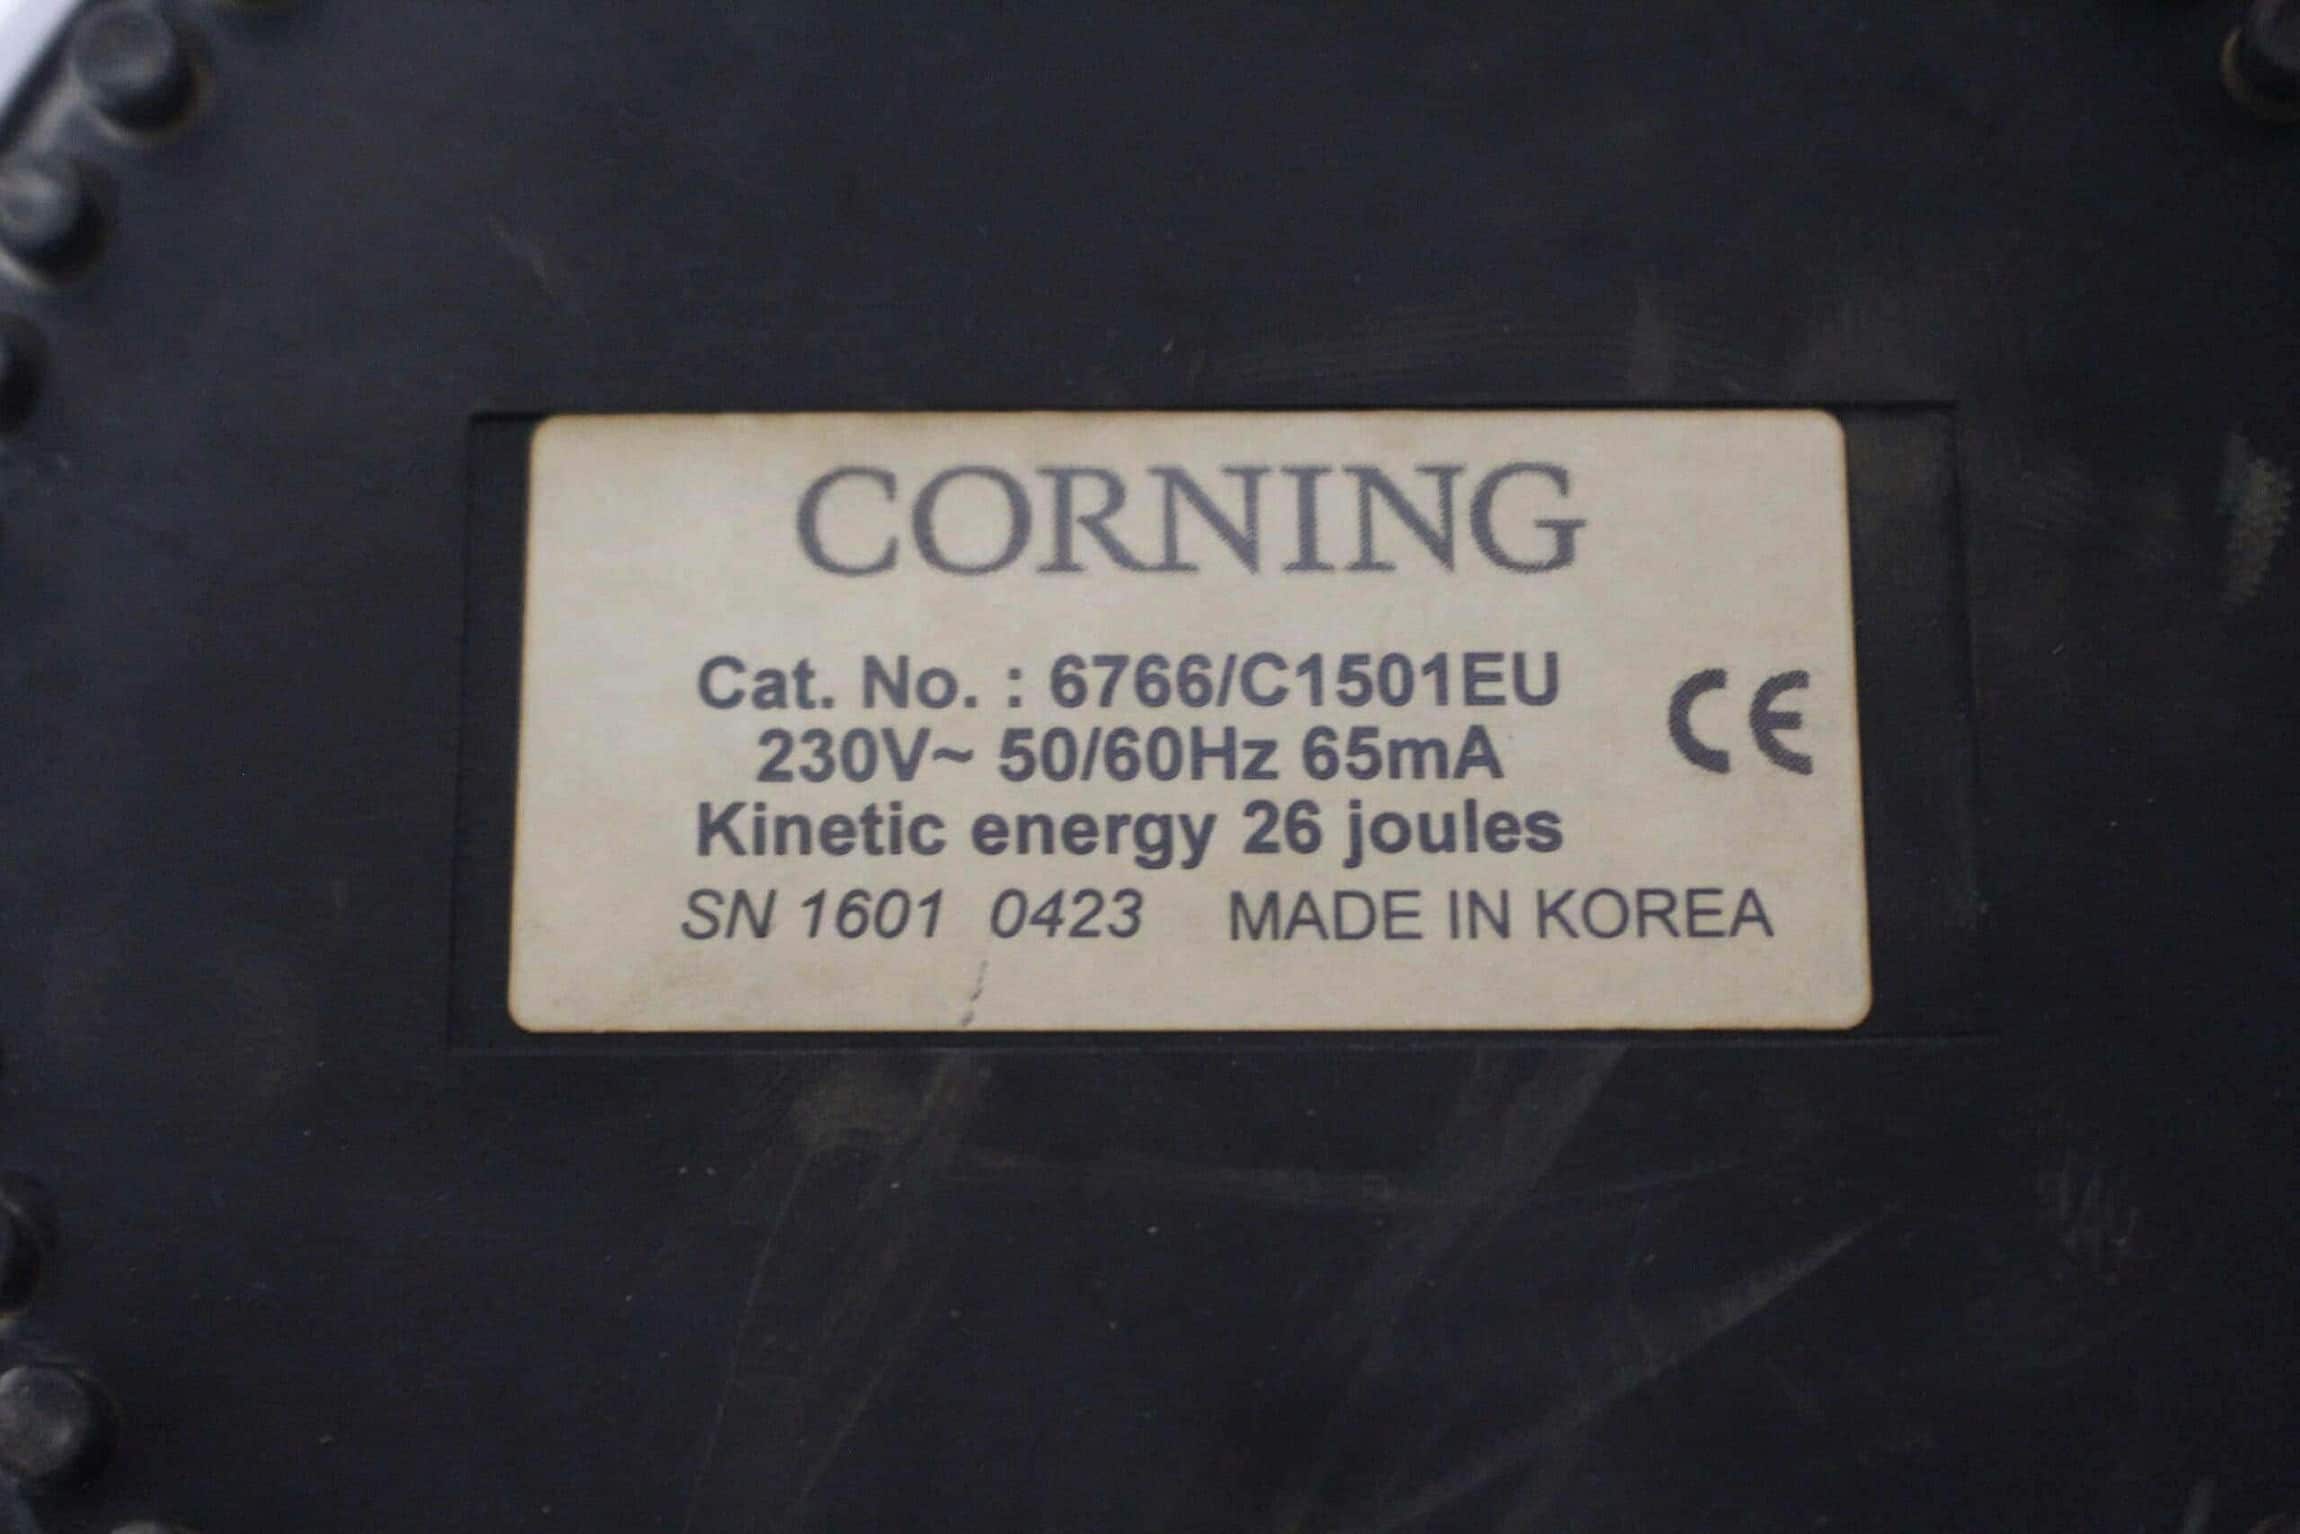 CORNING
Cat. No. : 6766/C1501EU
230V~ 50/60Hz 65mA
CE
Kinetic energy 26 joules
SN 1601 0423 MADE IN KOREA